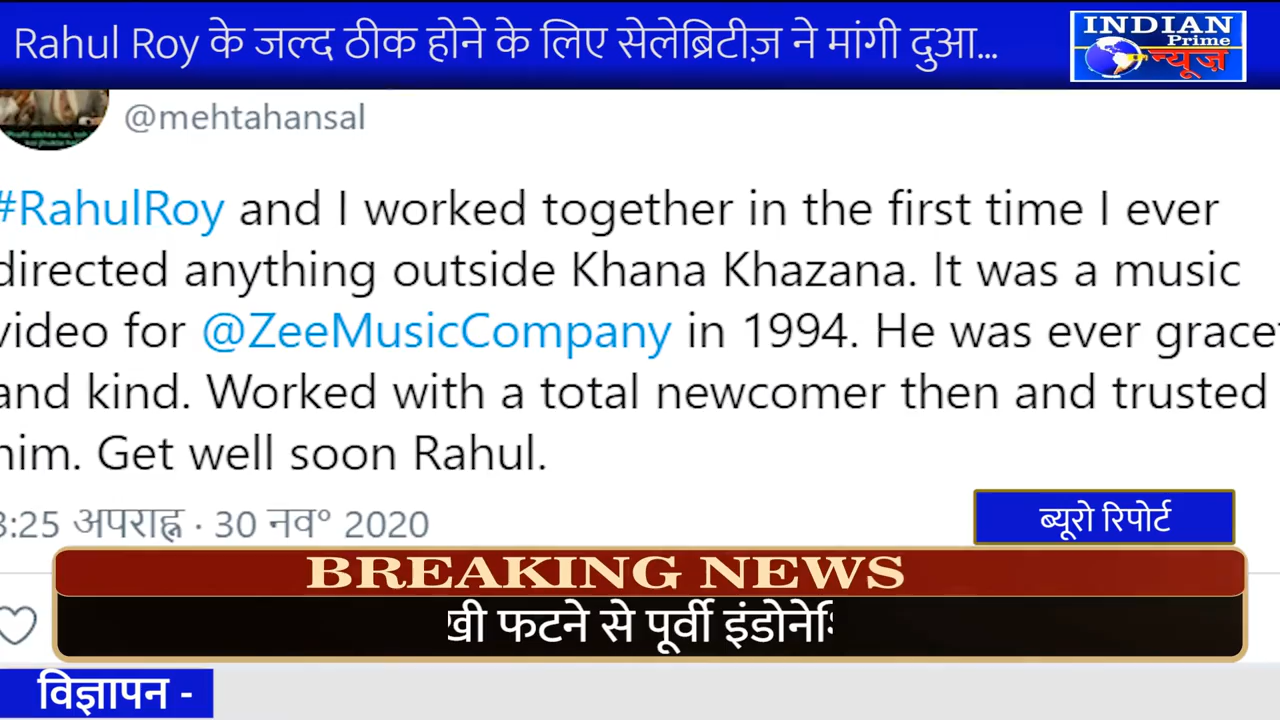 Rahul Roy के जल्द ठीक होने के लिए सेलेब्रिटीज़ ने मांगी दुआ...
INDIAN
Prime
न्यूज़
@mehtahansal
#RahulRoy and I worked together in the first time I ever
directed anything outside Khana Khazana. It was a music
video for @ZeeMusicCompany in 1994. He was ever
and kind. Worked with a total newcomer then and trusted
him. Get well soon Rahul.
:25 अपराह्न · 30 नव° 2020
ब्यूरो रिपोर्ट
BREAKING NEWS
फटने से पूर्वी
विज्ञापन -